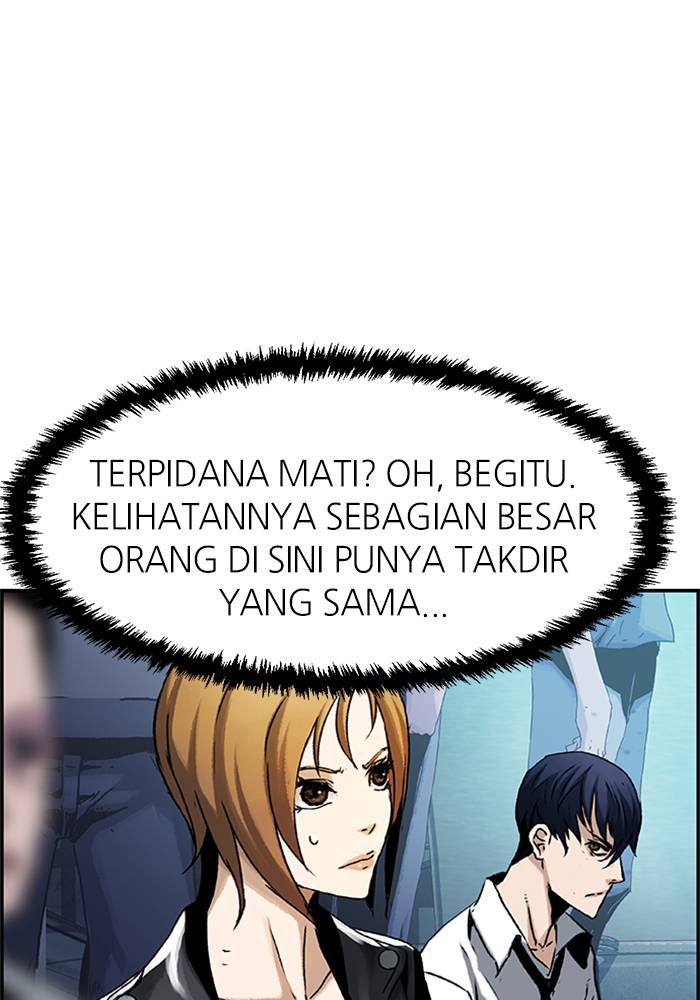 TERPIDANA MATI? OH, BEGITU.
KELIHATANNYA SEBAGIAN BESAR
ORANG DI SINI PUNYA TAKDIR
YANG SAMA...